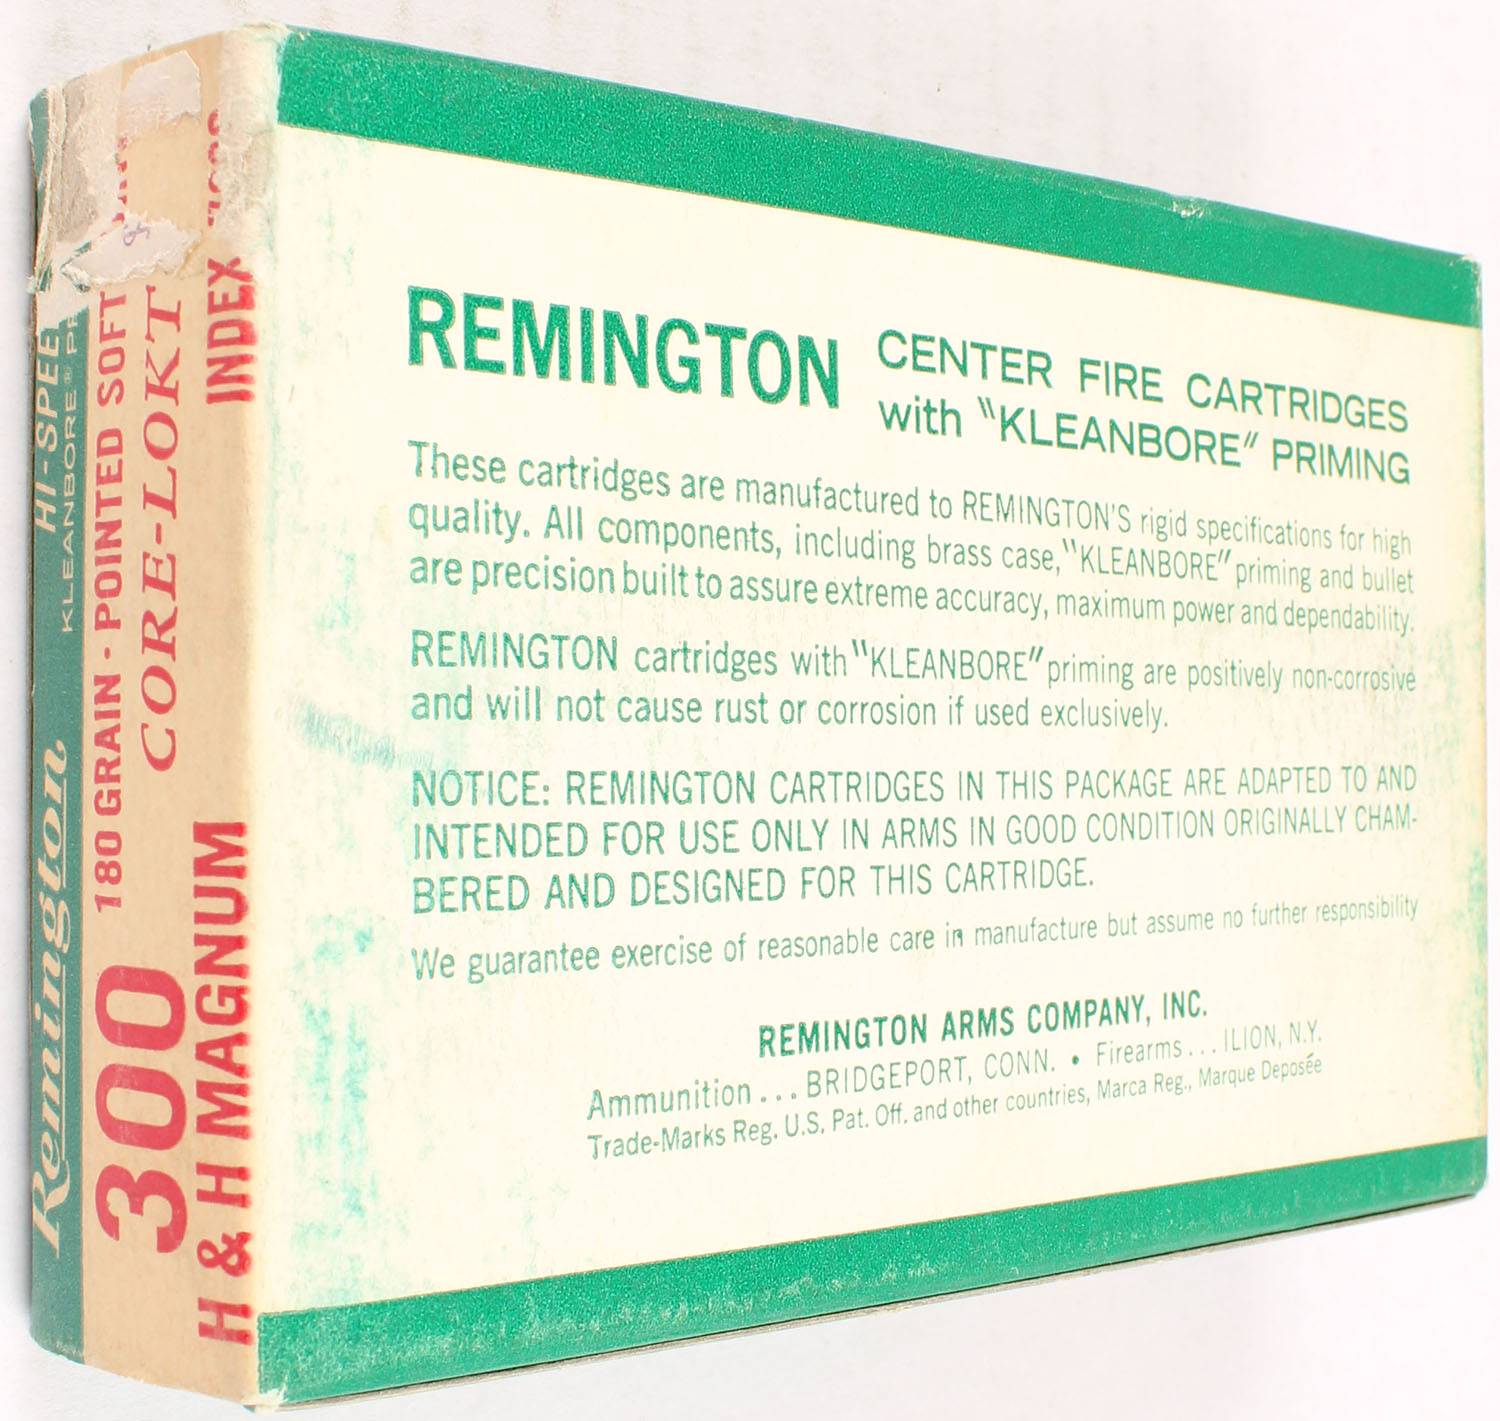 REMINGTON CENTER FIRE CARTRIDGES
with "KLEANBORE" PRIMING
These cartridges are manufactured to REMINGTON'S rigid specifications for high
quality. All components, including brass case, "KLEANBORE" priming and bullet
are precision built to assure extreme accuracy, maximum power and dependability.
REMINGTON cartridges with "KLEANBORE" priming are positively non-corrosive
and will not cause rust or corrosion if used exclusively.
NOTICE: REMINGTON CARTRIDGES IN THIS PACKAGE ARE ADAPTED TO AND
INTENDED FOR USE ONLY IN ARMS IN GOOD CONDITION ORIGINALLY CHAM-
BERED AND DESIGNED FOR THIS CARTRIDGE.
We guarantee exercise of reasonable care in manufacture but assume no further responsibility
REMINGTON ARMS COMPANY, INC.
Ammunition... BRIDGEPORT, CONN. • Firearms... ILION, N.Y.
Trade-Marks Reg. U.S. Pat. Off. and other countries, Marca Reg., Marque Deposée
Remington HI-SPEE
KLEANBORE® PR
300 180 GRAIN - POINTED SOFT
CORE-LOKT
H & H MAGNUM INDEX